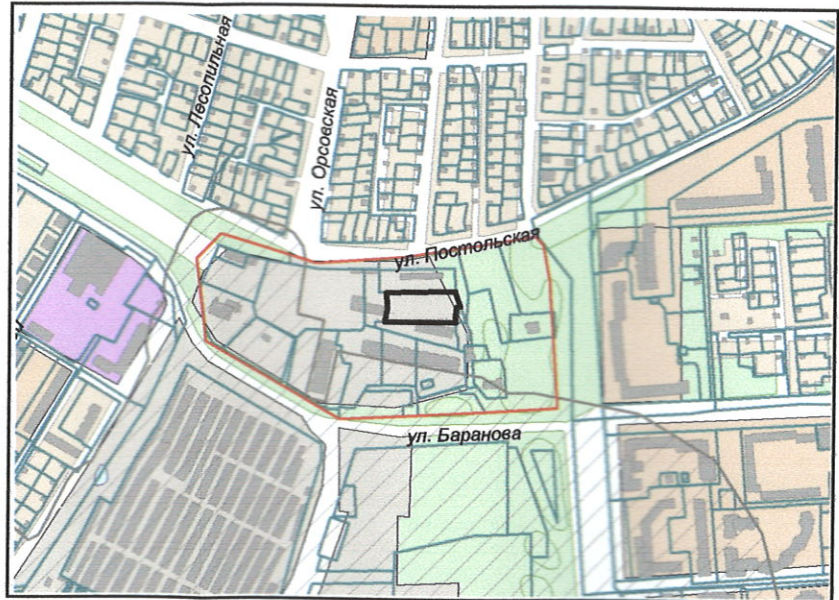 ул. Лесопильная
ул. Орсовская
ул. Постольская
ул. Баранова